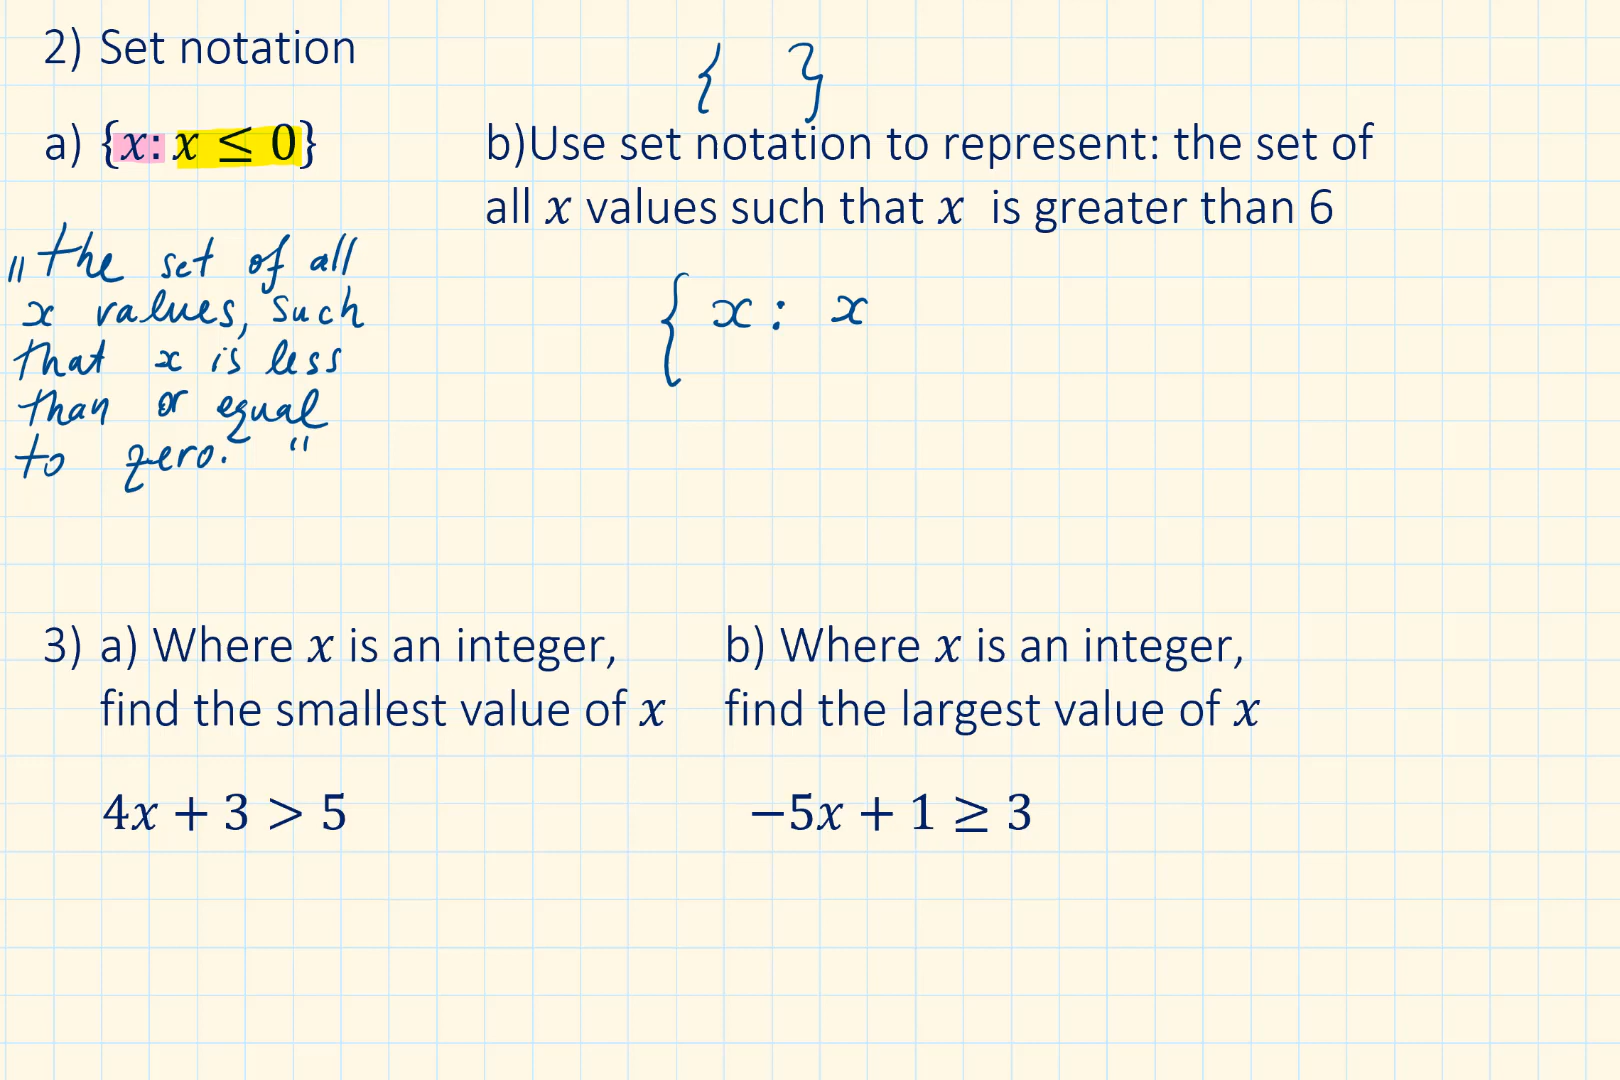 2) Set notation
{ }
a) {x: x ≤ 0}
b)Use set notation to represent: the set of
all x values such that x is greater than 6
"the set of all
x values, such
that x is less
than or equal
to zero."
{ x: x
3) a) Where x is an integer,
find the smallest value of x
4x + 3 > 5
b) Where x is an integer,
find the largest value of x
−5x + 1 ≥ 3